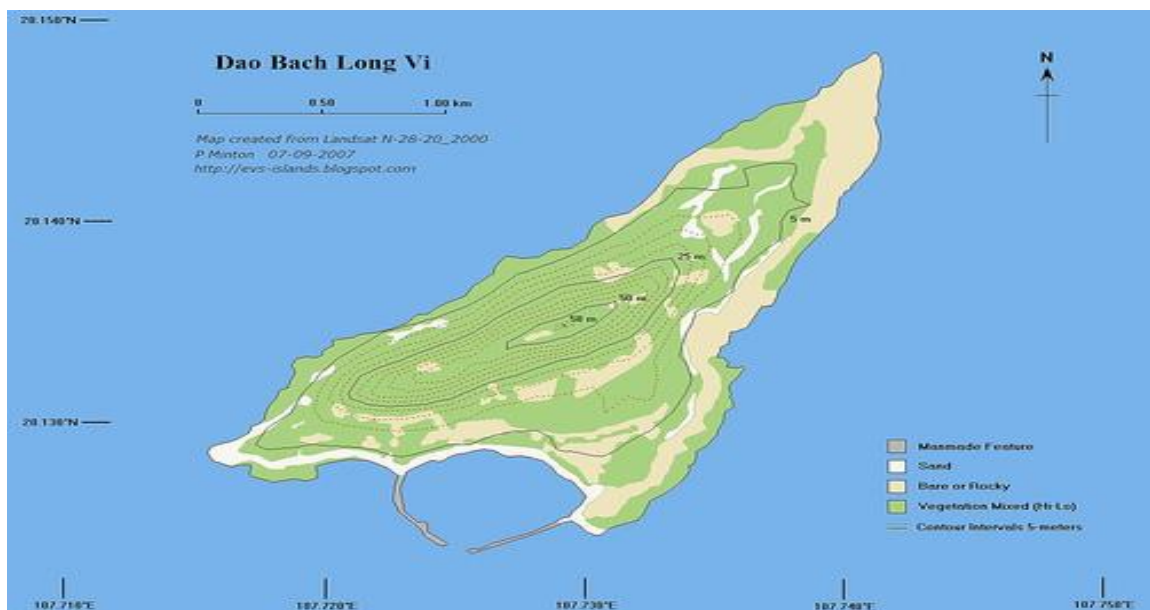 20.150°N
Dao Bach Long Vi
N
0 0.50 1.00 km
Map created from Landsat N-28-20_2000
P Minton 07-09-2007
http://evs-islands.blogspot.com
20.140°N
5 m
25 m
50 m
58 m
20.130°N
Manmade Feature
Sand
Bare or Rocky
Vegetation Mixed (Hi-Lo)
Contour Intervals 5-meters
107.710°E 107.720°E 107.730°E 107.740°E 107.750°E